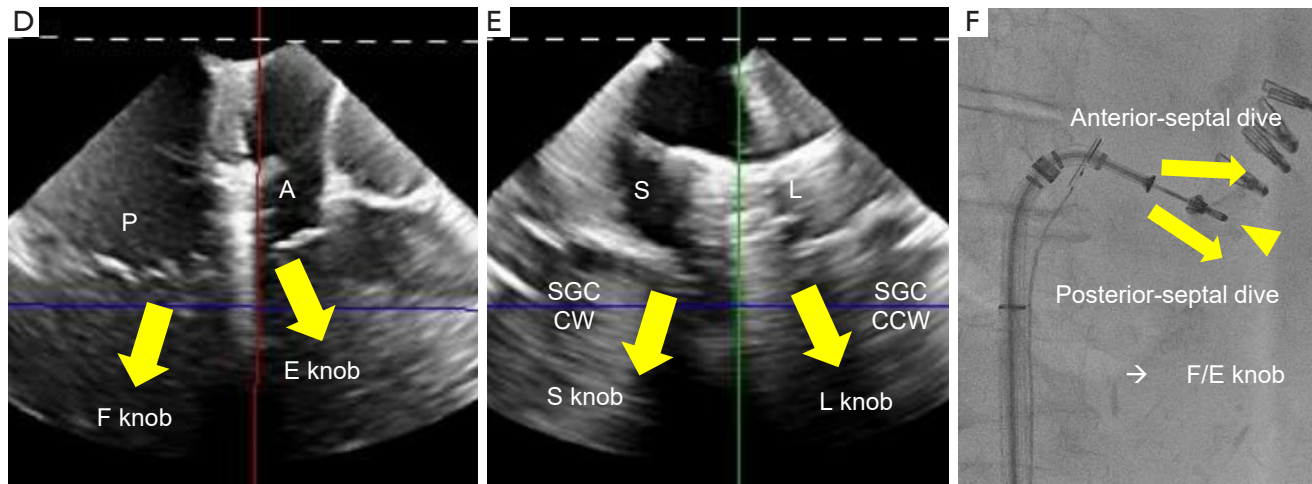 D
P
A
F knob
E knob
E
S
L
SGC
CW
SGC
CCW
S knob
L knob
F
Anterior-septal dive
Posterior-septal dive
→ F/E knob